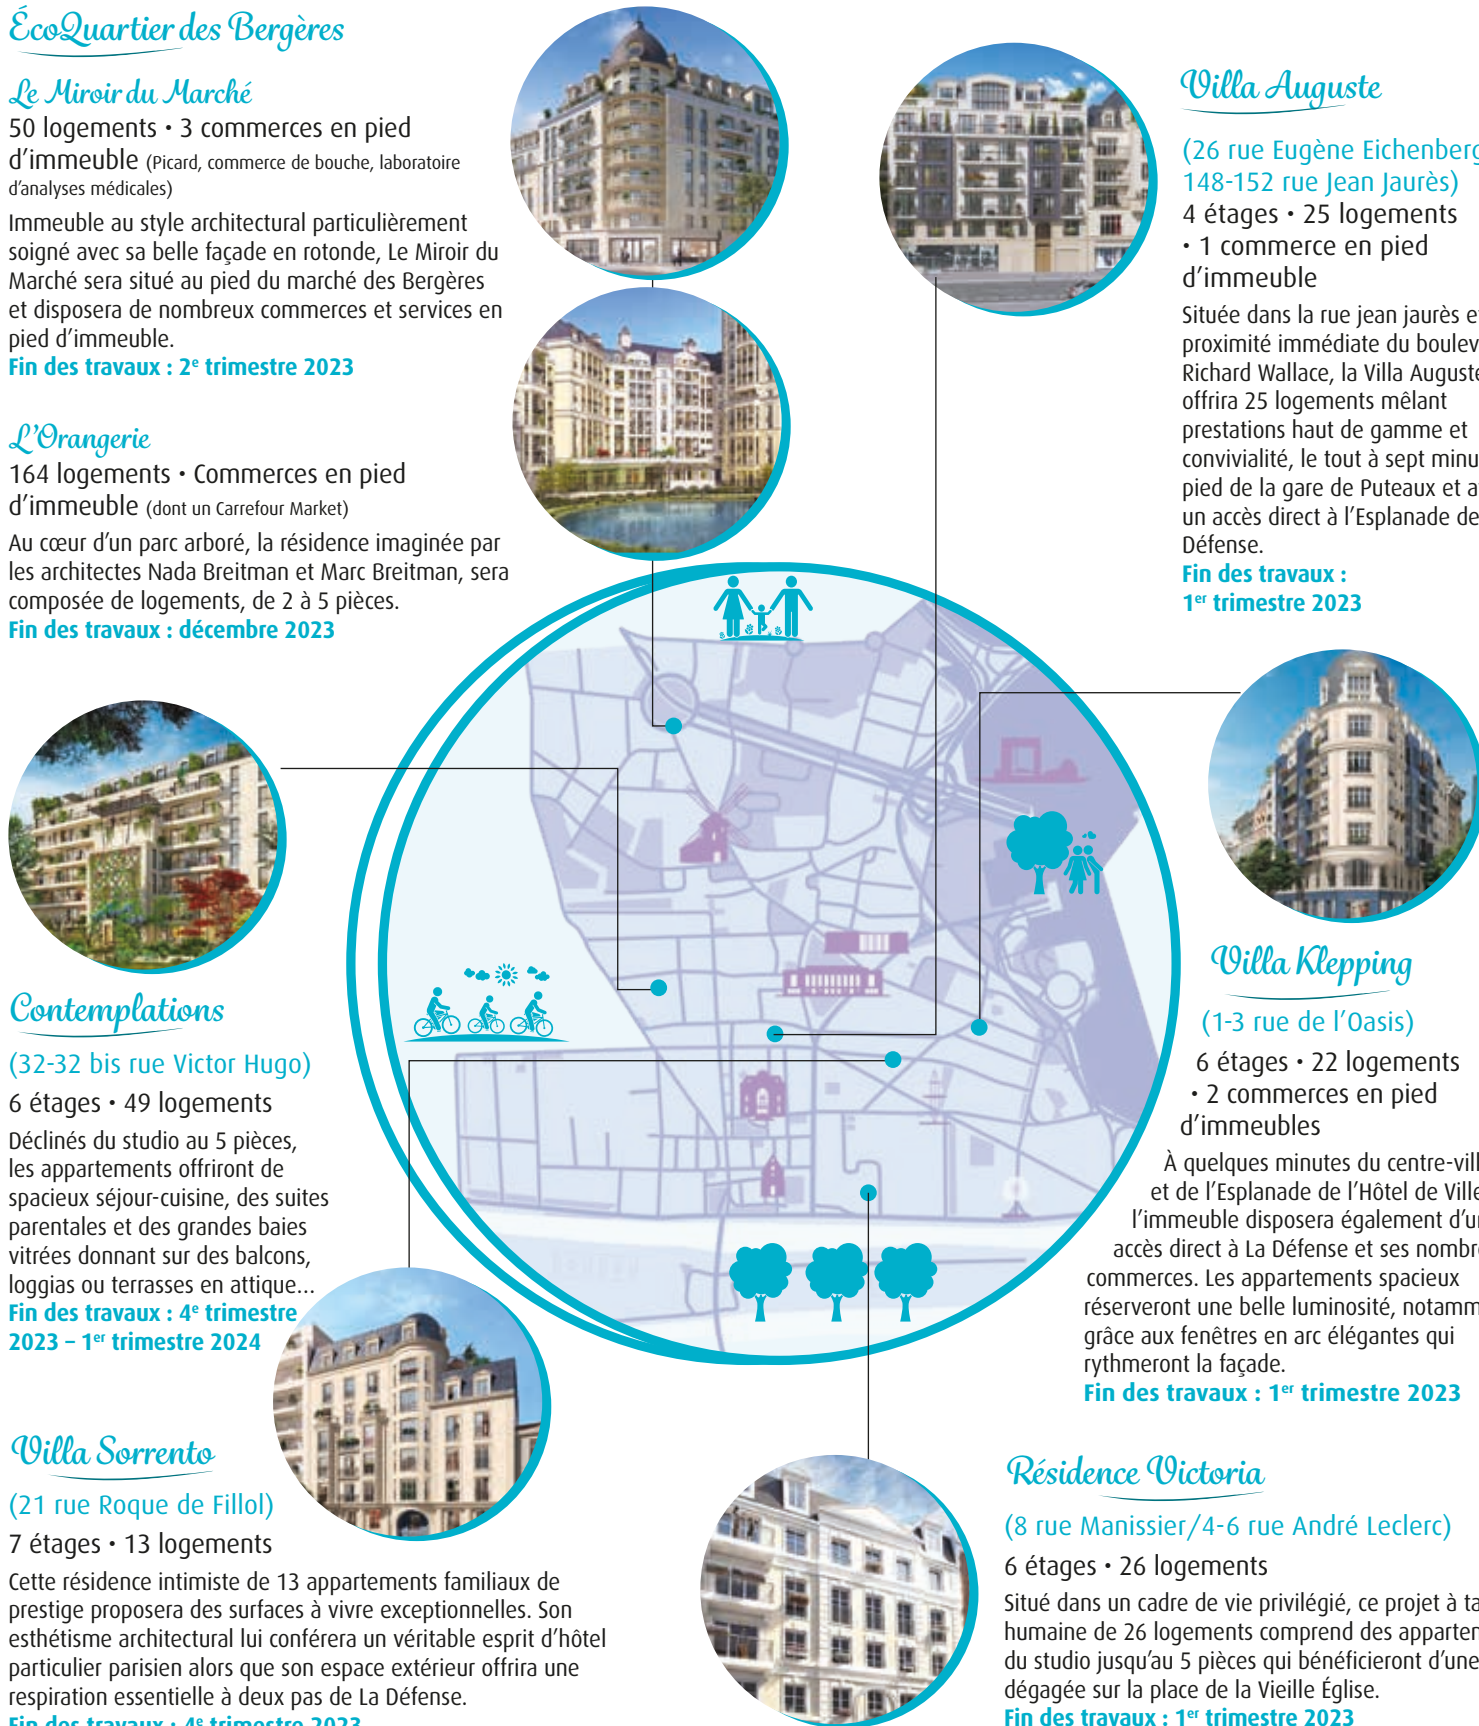 ÉcoQuartier des Bergères
Le Miroir du Marché
50 logements • 3 commerces en pied
d'immeuble (Picard, commerce de bouche, laboratoire
d'analyses médicales)
Immeuble au style architectural particulièrement
soigné avec sa belle façade en rotonde, Le Miroir du
Marché sera situé au pied du marché des Bergères
et disposera de nombreux commerces et services en
pied d'immeuble.
Fin des travaux : 2e trimestre 2023
L'Orangerie
164 logements • Commerces en pied
d'immeuble (dont un Carrefour Market)
Au cœur d'un parc arboré, la résidence imaginée par
les architectes Nada Breitman et Marc Breitman, sera
composée de logements, de 2 à 5 pièces.
Fin des travaux : décembre 2023
Villa Auguste
(26 rue Eugène Eichenberg
148-152 rue Jean Jaurès)
4 étages • 25 logements
• 1 commerce en pied
d'immeuble
Située dans la rue jean jaurès e
proximité immédiate du boulev
Richard Wallace, la Villa Auguste
offrira 25 logements mêlant
prestations haut de gamme et
convivialité, le tout à sept minu
pied de la gare de Puteaux et a
un accès direct à l'Esplanade de
Défense.
Fin des travaux :
1er trimestre 2023
Contemplations
(32-32 bis rue Victor Hugo)
6 étages • 49 logements
Déclinés du studio au 5 pièces,
les appartements offriront de
spacieux séjour-cuisine, des suites
parentales et des grandes baies
vitrées donnant sur des balcons,
loggias ou terrasses en attique...
Fin des travaux : 4e trimestre
2023 – 1er trimestre 2024
Villa Klepping
(1-3 rue de l'Oasis)
6 étages • 22 logements
• 2 commerces en pied
d'immeubles
À quelques minutes du centre-vill
et de l'Esplanade de l'Hôtel de Ville
l'immeuble disposera également d'u
accès direct à La Défense et ses nombr
commerces. Les appartements spacieux
réserveront une belle luminosité, notamm
grâce aux fenêtres en arc élégantes qui
rythmeront la façade.
Fin des travaux : 1er trimestre 2023
Villa Sorrento
(21 rue Roque de Fillol)
7 étages • 13 logements
Cette résidence intimiste de 13 appartements familiaux de
prestige proposera des surfaces à vivre exceptionnelles. Son
esthétisme architectural lui conférera un véritable esprit d'hôtel
particulier parisien alors que son espace extérieur offrira une
respiration essentielle à deux pas de La Défense.
Fin des travaux : 4e trimestre 2023
Résidence Victoria
(8 rue Manissier/4-6 rue André Leclerc)
6 étages • 26 logements
Situé dans un cadre de vie privilégié, ce projet à ta
humaine de 26 logements comprend des apparten
du studio jusqu'au 5 pièces qui bénéficieront d'une
dégagée sur la place de la Vieille Église.
Fin des travaux : 1er trimestre 2023